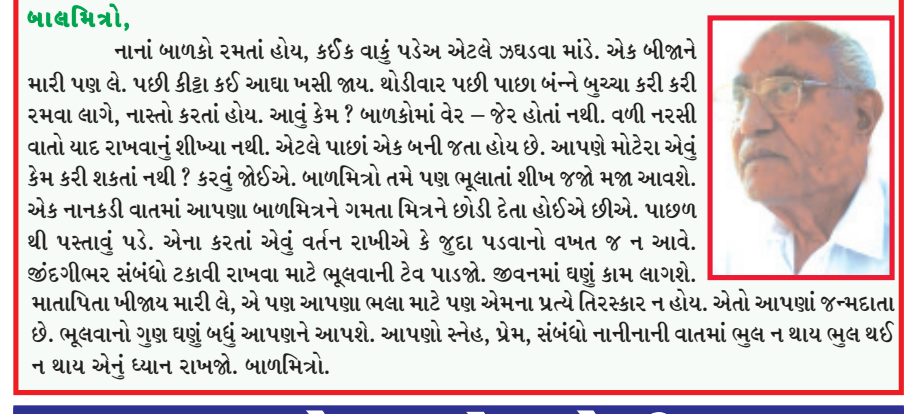 બાલમિત્રો,
નાનાં બાળકો રમતાં હોય, કઈંક વાકું પડેઅ એટલે ઝઘડવા માંડે. એક બીજાને
મારી પણ લે. પછી કીટ્ટા કઈ આઘા ખસી જાય. થોડીવાર પછી પાછા બંન્ને બુચ્ચા કરી કરી
રમવા લાગે, નાસ્તો કરતાં હોય. આવું કેમ ? બાળકોમાં વેર – જેર હોતાં નથી. વળી નરસી
વાતો યાદ રાખવાનું શીખ્યા નથી. એટલે પાછાં એક બની જતા હોય છે. આપણે મોટેરા એવું
કેમ કરી શકતાં નથી ? કરવું જોઈએ. બાળમિત્રો તમે પણ ભૂલાતાં શીખ જજો મજા આવશે.
એક નાનકડી વાતમાં આપણા બાળમિત્રને ગમતા મિત્રને છોડી દેતા હોઈએ છીએ. પાછળ
થી પસ્તાવું પડે. એના કરતાં એવું વર્તન રાખીએ કે જુદા પડવાનો વખત જ ન આવે.
જીંદગીભર સંબંધો ટકાવી રાખવા માટે ભૂલવાની ટેવ પાડજો. જીવનમાં ઘણું કામ લાગશે.
માતાપિતા ખીજાય મારી લે, એ પણ આપણા ભલા માટે પણ એમના પ્રત્યે તિરસ્કાર ન હોય. એતો આપણાં જન્મદાતા
છે. ભૂલવાનો ગુણ ઘણું બધું આપણને આપશે. આપણો સ્નેહ, પ્રેમ, સંબંધો નાનીનાની વાતમાં ભુલ ન થાય ભુલ થઈ
ન થાય એનું ધ્યાન રાખજો. બાળમિત્રો.